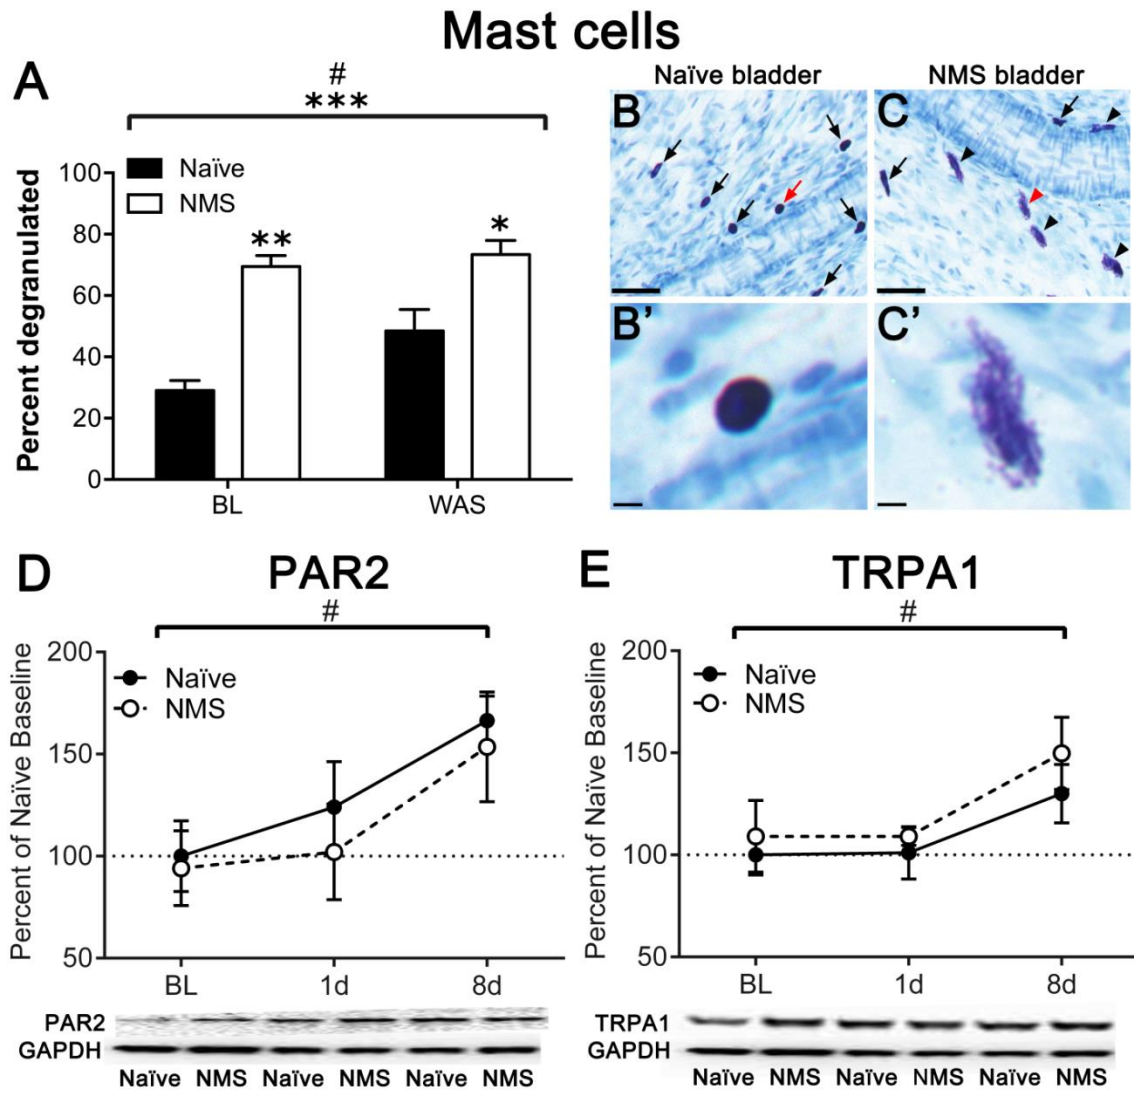 Mast cells
A
#
***
Naïve
NMS
Percent degranulated
100
80
60
40
20
0
**
*
BL
WAS
Naïve bladder
NMS bladder
B
C
B’
C’
D
PAR2
#
Naïve
NMS
Percent of Naïve Baseline
200
150
100
50
BL
1d
8d
PAR2
GAPDH
Naïve NMS Naïve NMS Naïve NMS
E
TRPA1
#
Naïve
NMS
Percent of Naïve Baseline
200
150
100
50
BL
1d
8d
TRPA1
GAPDH
Naïve NMS Naïve NMS Naïve NMS